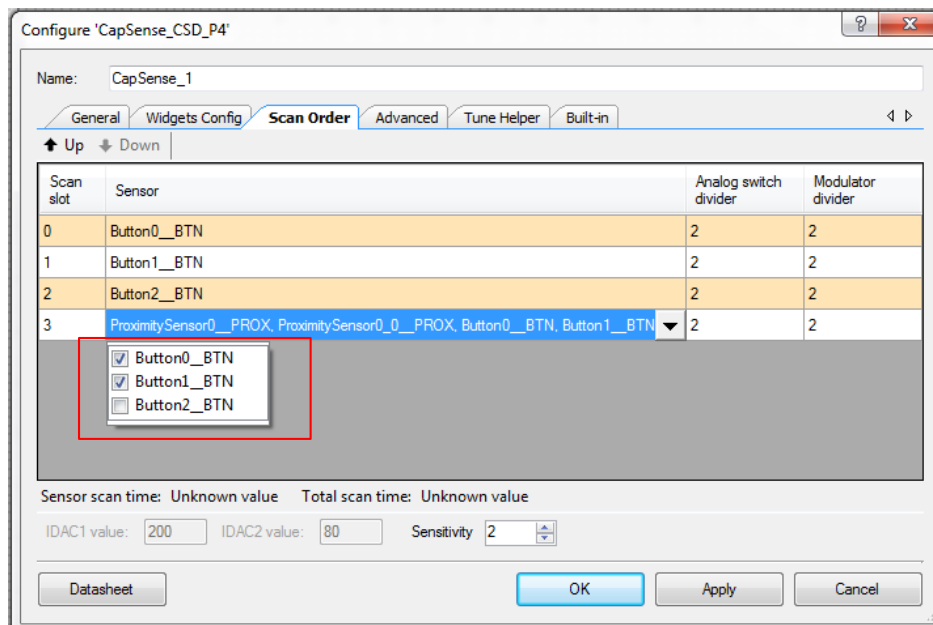 Configure 'CapSense_CSD_P4'
Name: CapSense_1
General Widgets Config Scan Order Advanced Tune Helper Built-in
Up Down
Scan slot Sensor Analog switch divider Modulator divider
0 Button0__BTN 2 2
1 Button1__BTN 2 2
2 Button2__BTN 2 2
3 ProximitySensor0__PROX, ProximitySensor0_0__PROX, Button0__BTN, Button1__BTN 2 2
Button0__BTN
Button1__BTN
Button2__BTN
Sensor scan time: Unknown value Total scan time: Unknown value
IDAC1 value: 200 IDAC2 value: 80 Sensitivity 2
Datasheet OK Apply Cancel